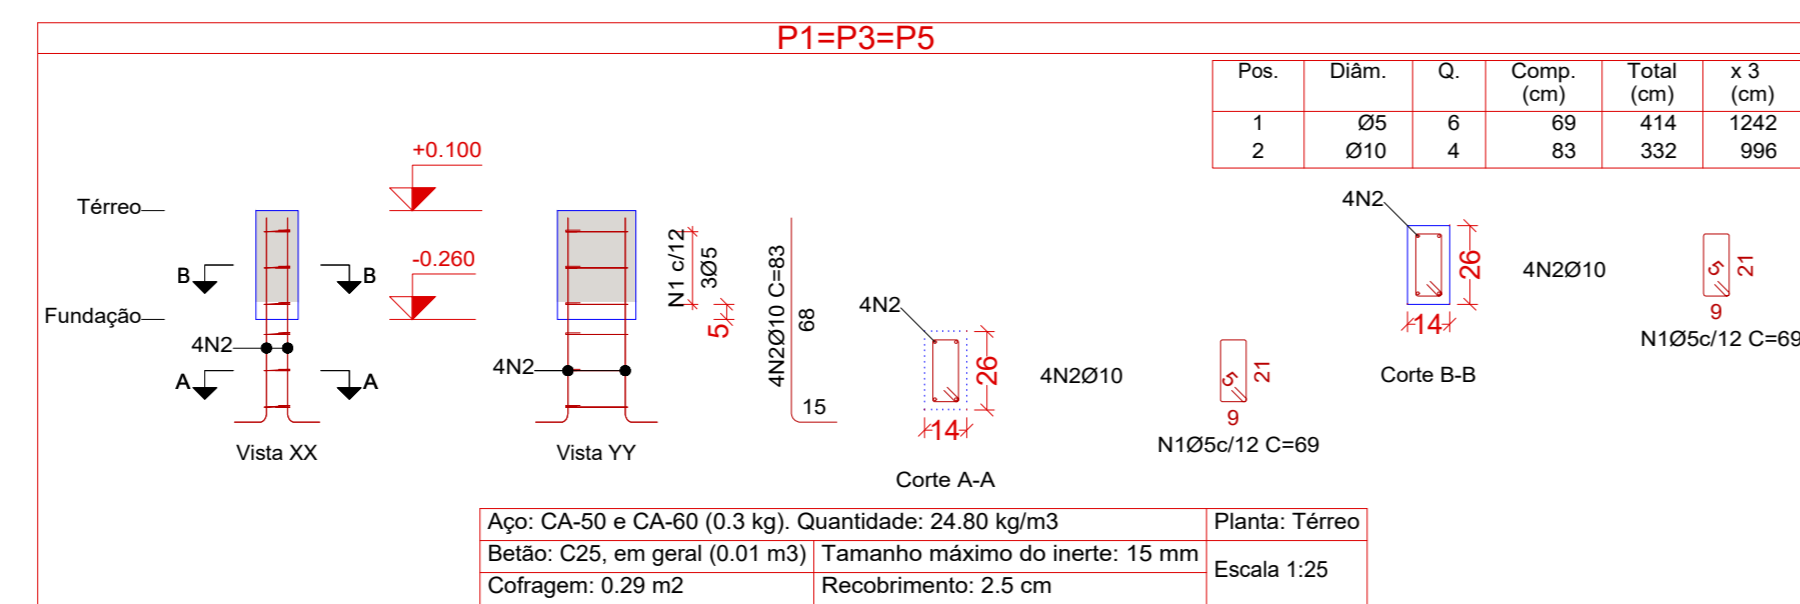 P1=P3=P5
Pos. Diâm. Q. Comp. (cm) Total (cm) x 3 (cm)
1 Ø5 6 69 414 1242
2 Ø10 4 83 332 996
+0.100
Térreo
-0.260
B B
Fundação
4N2
A A
Vista XX
4N2
Vista YY
N1 c/12
3Ø5
5
4N2Ø10 C=83
68
15
4N2
26
14
4N2Ø10
5
21
9
N1Ø5c/12 C=69
Corte A-A
4N2
26
14
4N2Ø10
5
21
9
N1Ø5c/12 C=69
Corte B-B
Aço: CA-50 e CA-60 (0.3 kg). Quantidade: 24.80 kg/m3
Planta: Térreo
Betão: C25, em geral (0.01 m3)
Tamanho máximo do inerte: 15 mm
Escala 1:25
Cofragem: 0.29 m2
Recobrimento: 2.5 cm